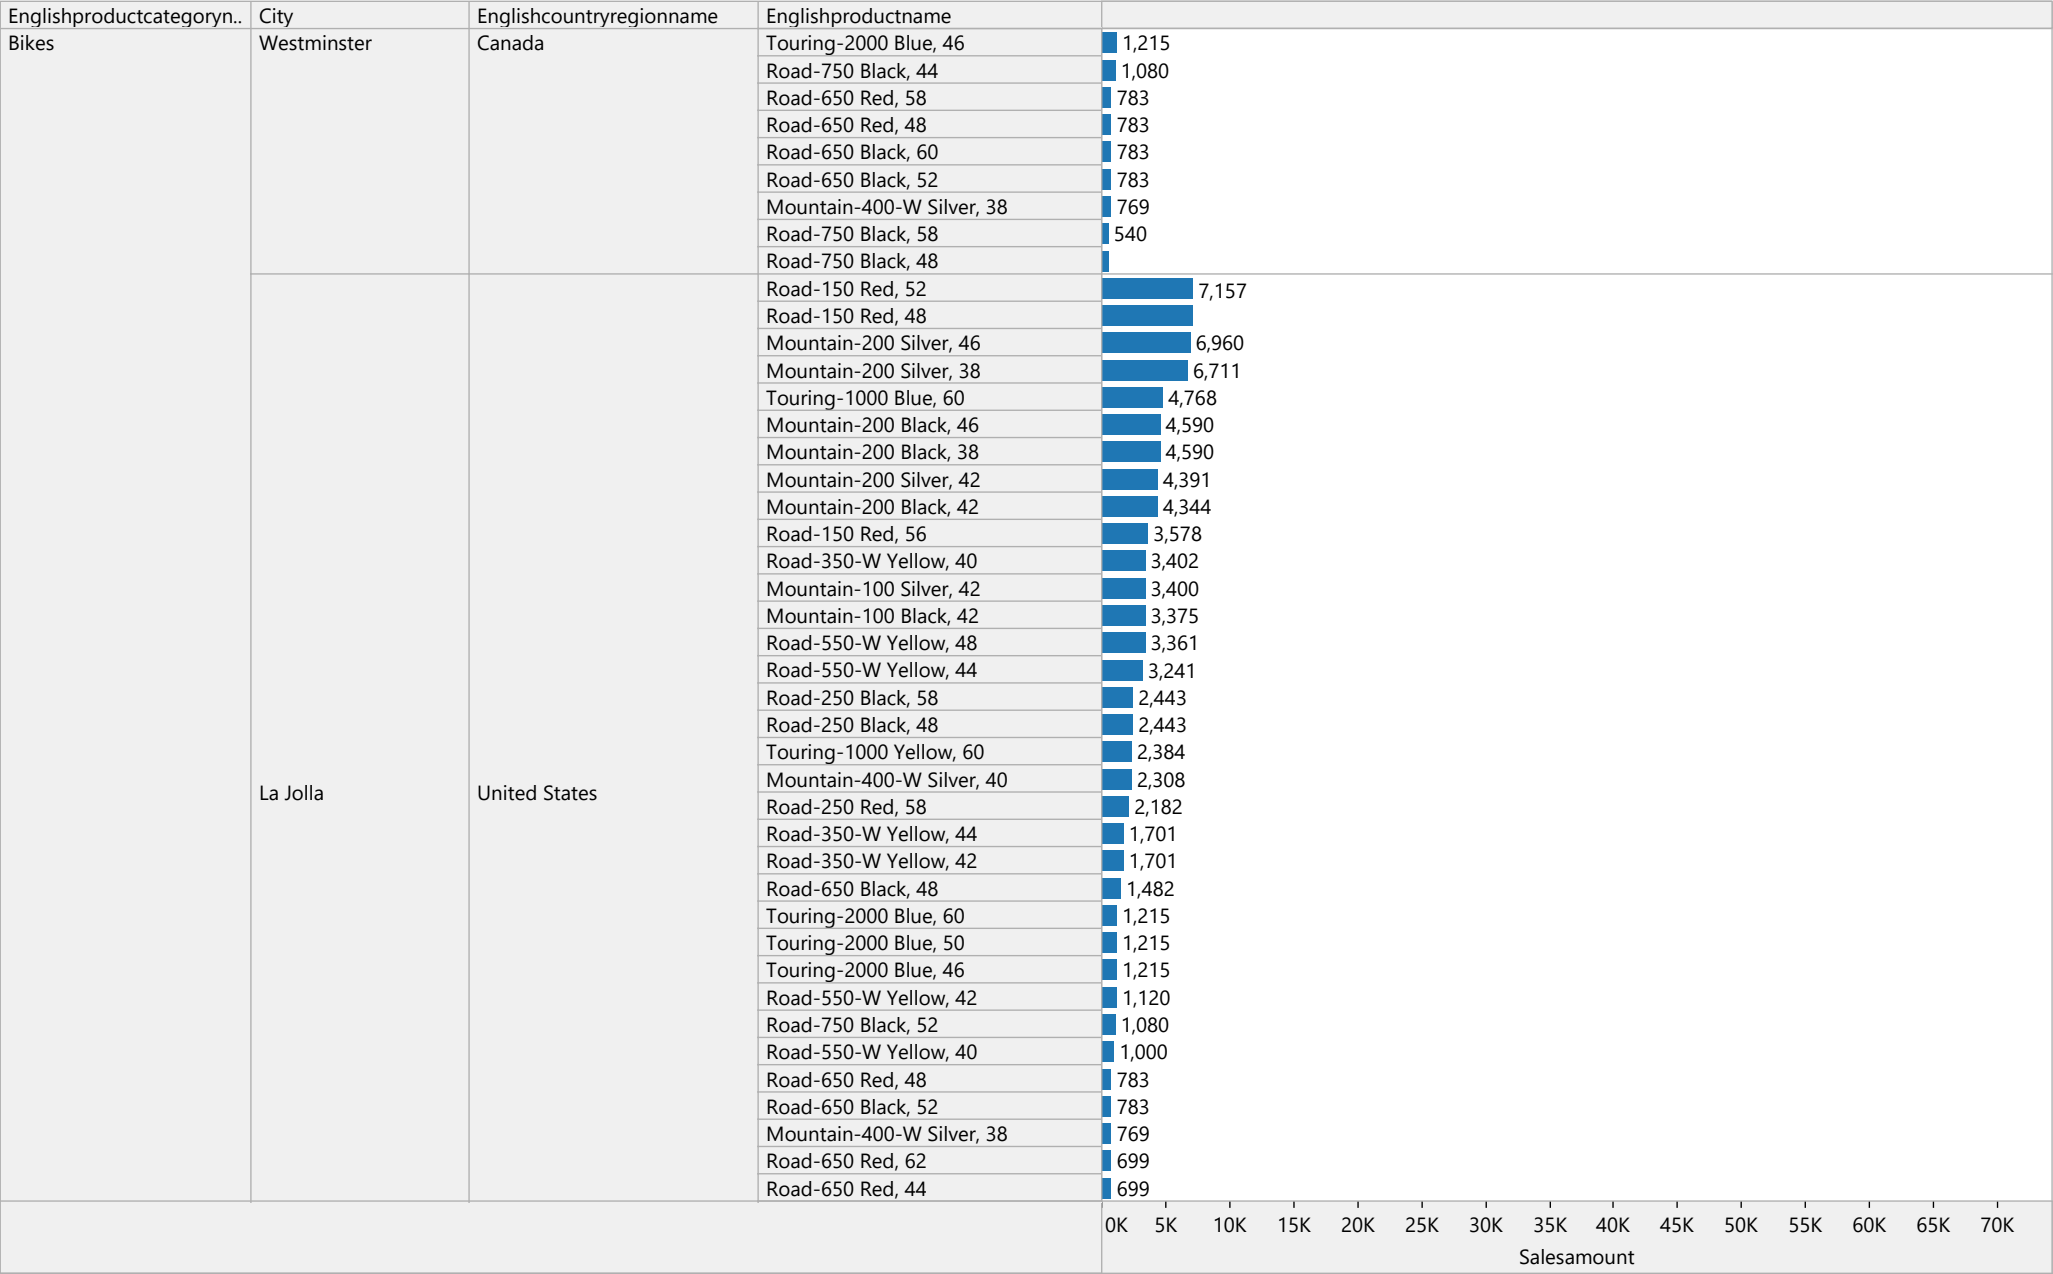 Englishproductcategoryn.. City Englishcountryregionname Englishproductname
Bikes Westminster Canada Touring-2000 Blue, 46 1,215
Road-750 Black, 44 1,080
Road-650 Red, 58 783
Road-650 Red, 48 783
Road-650 Black, 60 783
Road-650 Black, 52 783
Mountain-400-W Silver, 38 769
Road-750 Black, 58 540
Road-750 Black, 48
Road-150 Red, 52 7,157
Road-150 Red, 48
Mountain-200 Silver, 46 6,960
Mountain-200 Silver, 38 6,711
Touring-1000 Blue, 60 4,768
Mountain-200 Black, 46 4,590
Mountain-200 Black, 38 4,590
Mountain-200 Silver, 42 4,391
Mountain-200 Black, 42 4,344
Road-150 Red, 56 3,578
Road-350-W Yellow, 40 3,402
Mountain-100 Silver, 42 3,400
Mountain-100 Black, 42 3,375
Road-550-W Yellow, 48 3,361
Road-550-W Yellow, 44 3,241
Road-250 Black, 58 2,443
Road-250 Black, 48 2,443
Touring-1000 Yellow, 60 2,384
Mountain-400-W Silver, 40 2,308
La Jolla United States
Road-250 Red, 58 2,182
Road-350-W Yellow, 44 1,701
Road-350-W Yellow, 42 1,701
Road-650 Black, 48 1,482
Touring-2000 Blue, 60 1,215
Touring-2000 Blue, 50 1,215
Touring-2000 Blue, 46 1,215
Road-550-W Yellow, 42 1,120
Road-750 Black, 52 1,080
Road-550-W Yellow, 40 1,000
Road-650 Red, 48 783
Road-650 Black, 52 783
Mountain-400-W Silver, 38 769
Road-650 Red, 62 699
Road-650 Red, 44 699
0K 5K 10K 15K 20K 25K 30K 35K 40K 45K 50K 55K 60K 65K 70K
Salesamount